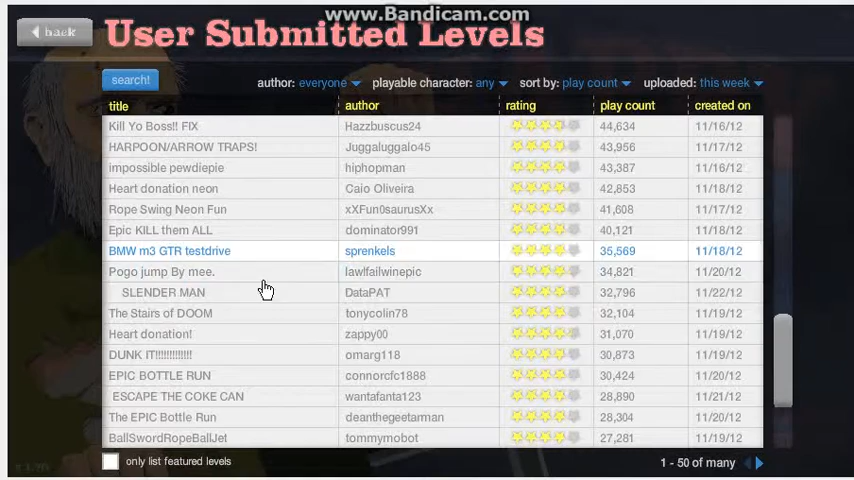 www.Bandicam.com
back
User Submitted Levels
search! author: everyone playable character: any sort by: play count uploaded: this week
title author rating play count created on
Kill Yo Boss!! FIX Hazzbuscus24 44,634 11/16/12
HARPOON/ARROW TRAPS! Juggaluggalo45 43,956 11/17/12
impossible pewdiepie hiphopman 43,387 11/16/12
Heart donation neon Caio Oliveira 42,853 11/18/12
Rope Swing Neon Fun xXFun0saurusXx 41,608 11/17/12
Epic KILL them ALL dominator991 40,121 11/18/12
BMW m3 GTR testdrive sprenkels 35,569 11/18/12
Pogo jump By mee. lawlfailwinepic 34,821 11/20/12
SLENDER MAN DataPAT 32,796 11/22/12
The Stairs of DOOM tonycolin78 32,104 11/19/12
Heart donation! zappy00 31,070 11/19/12
DUNK IT!!!!!!!!!!!!! omarg118 30,873 11/19/12
EPIC BOTTLE RUN connorcfc1888 30,424 11/20/12
ESCAPE THE COKE CAN wantafanta123 28,890 11/21/12
The EPIC Bottle Run deanthegeetarman 28,304 11/20/12
BallSwordRopeBallJet tommymobot 27,281 11/19/12
only list featured levels 1 - 50 of many